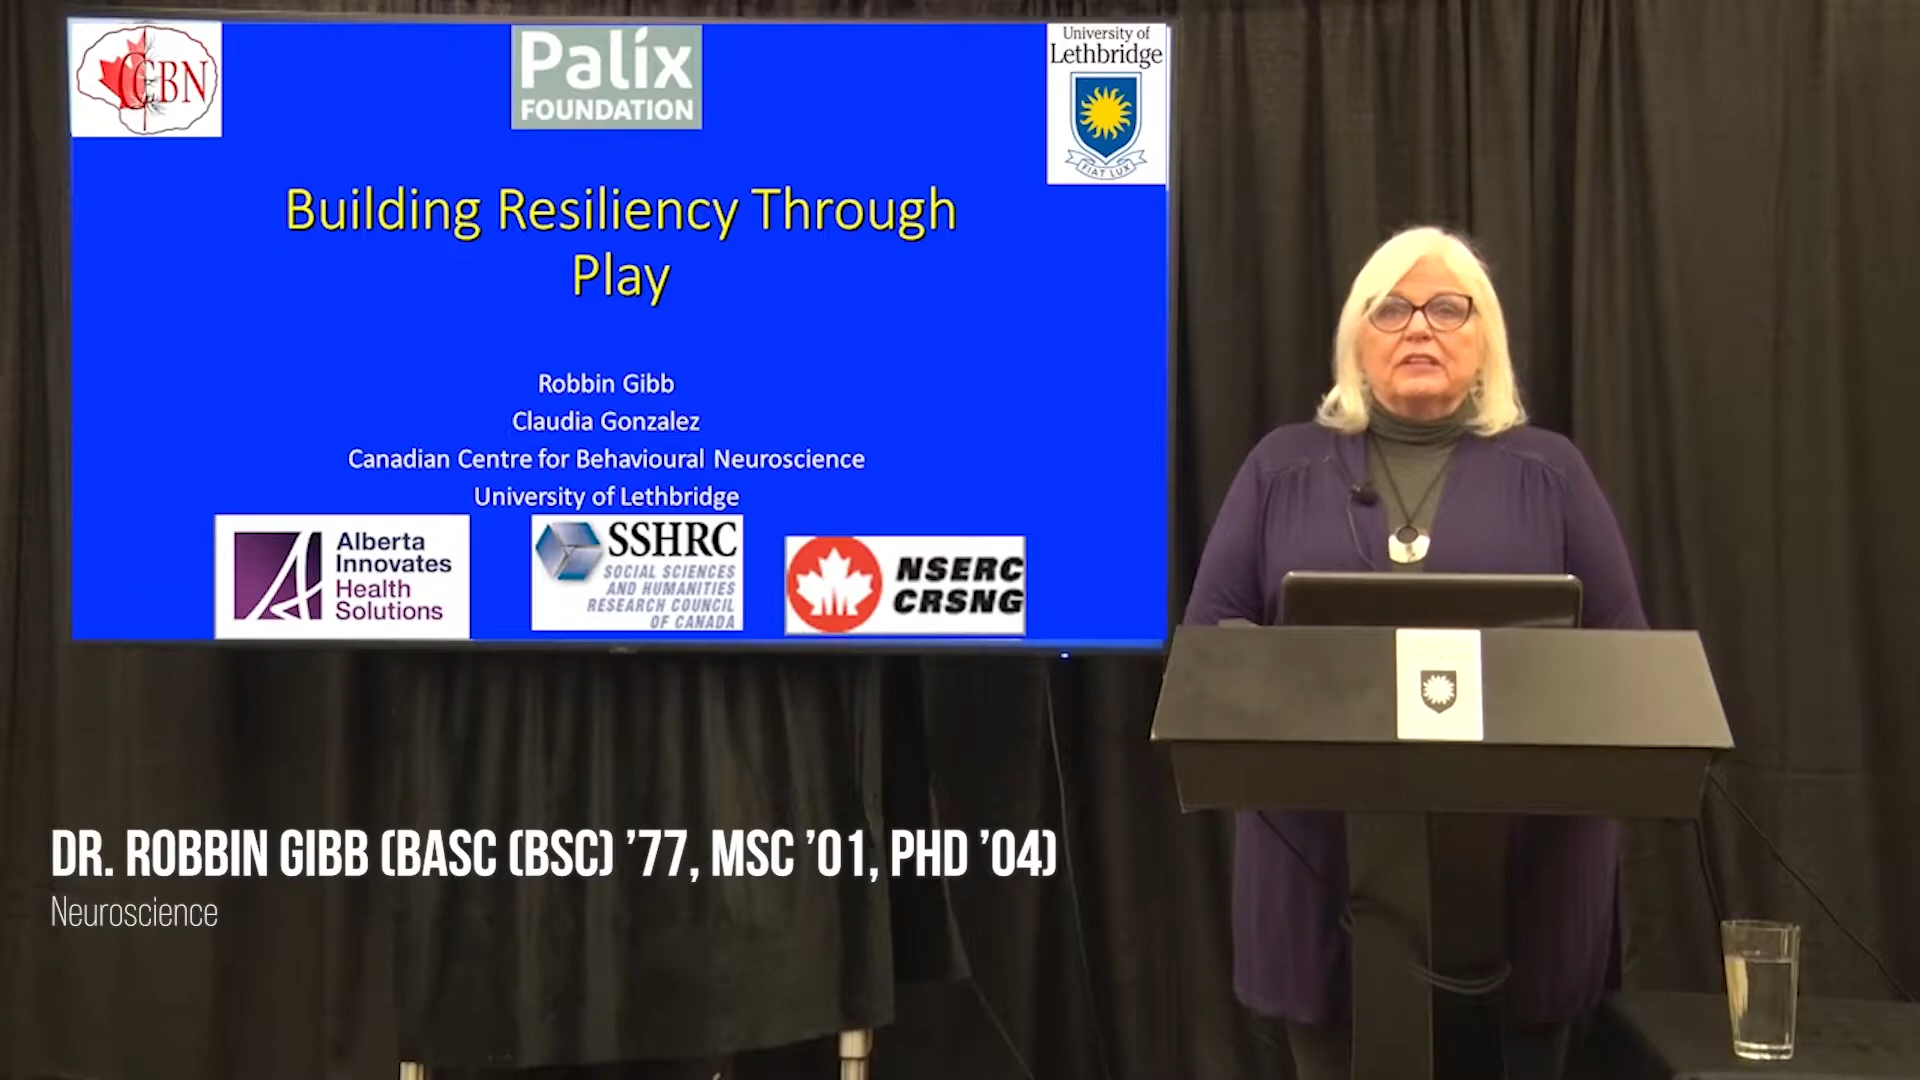 CCBN
Palix
FOUNDATION
University of
Lethbridge
FIAT LUX
Building Resiliency Through
Play
Robbin Gibb
Claudia Gonzalez
Canadian Centre for Behavioural Neuroscience
University of Lethbridge
Alberta
Innovates
Health
Solutions
SSHRC
SOCIAL SCIENCES
AND HUMANITIES
RESEARCH COUNCIL
OF CANADA
NSERC
CRSNG
DR. ROBBIN GIBB (BASC (BSC) ’77, MSC ’01, PHD ’04)
Neuroscience